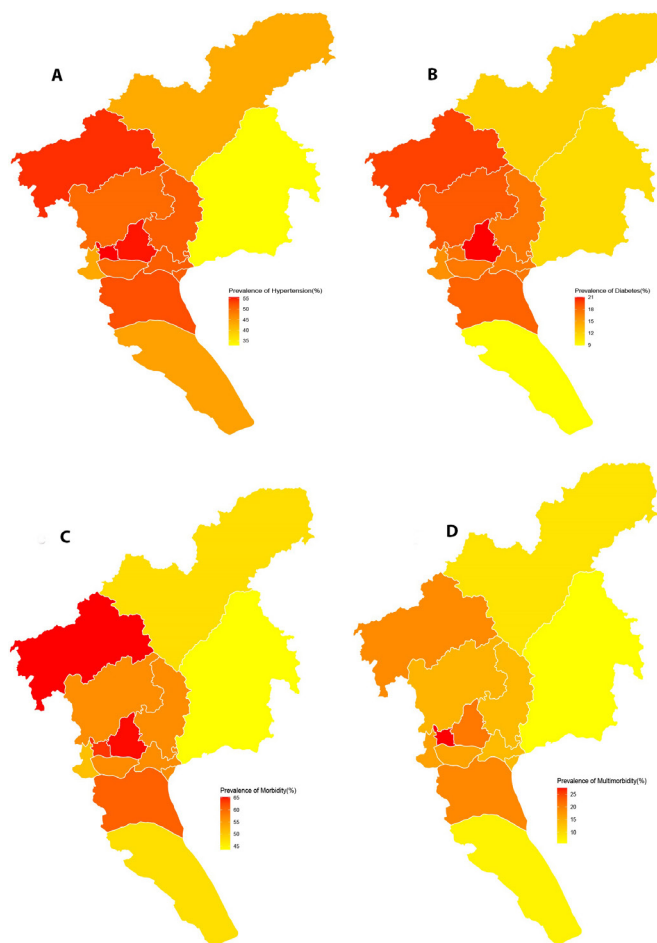 A
B
Prevalence of Hypertension(%)
55
50
45
40
35
Prevalence of Diabetes(%)
21
18
15
12
9
C
D
Prevalence of Morbidity(%)
65
60
55
50
45
Prevalence of Multimorbidity(%)
25
20
15
10